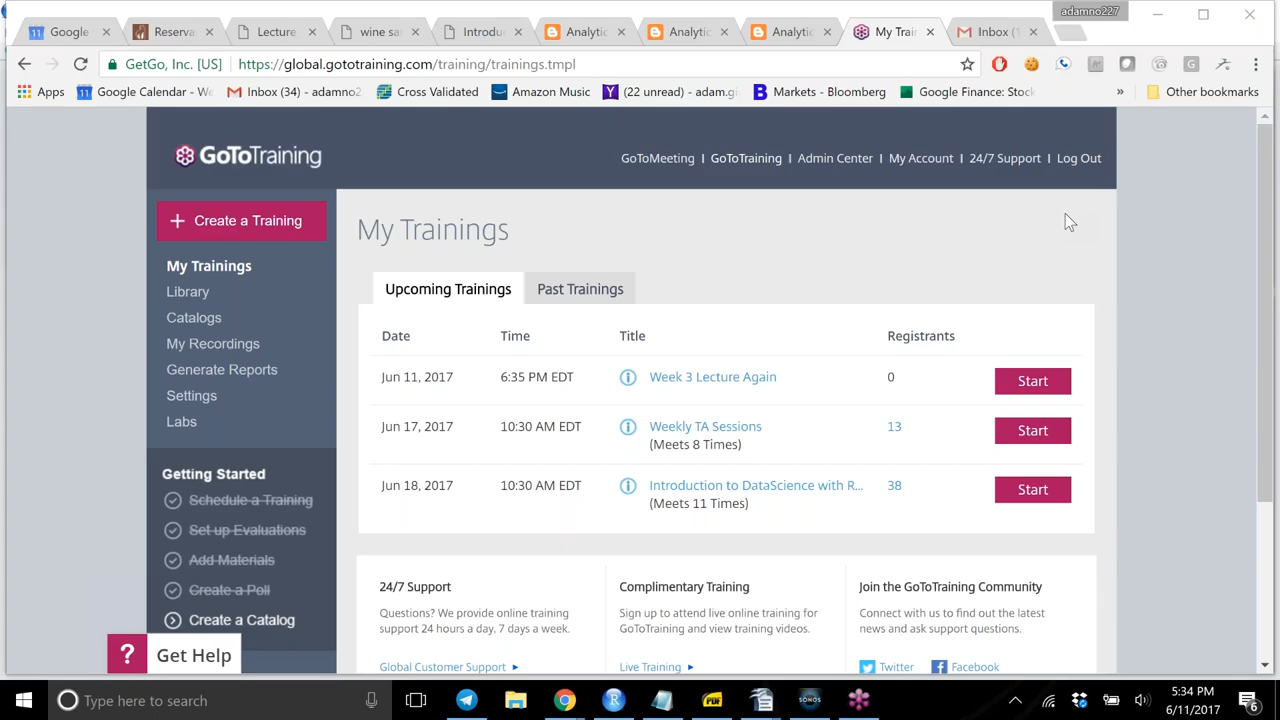 adamno227
Google
Reserva
Lecture
wine sa
Introdu
Analytic
Analytic
Analytic
My Train
Inbox (1
GetGo, Inc. [US]
https://global.gototraining.com/training/trainings.tmpl
Apps
Google Calendar - We
Inbox (34) - adamno2
Cross Validated
Amazon Music
(22 unread) - adam.gi
Markets - Bloomberg
Google Finance: Stock
»
Other bookmarks
GoToTraining
GoToMeeting | GoToTraining | Admin Center | My Account | 24/7 Support | Log Out
+ Create a Training
My Trainings
Library
Catalogs
My Recordings
Generate Reports
Settings
Labs
Getting Started
Schedule a Training
Set up Evaluations
Add Materials
Create a Poll
Create a Catalog
? Get Help
My Trainings
Upcoming Trainings
Past Trainings
Date Time Title Registrants
Jun 11, 2017 6:35 PM EDT Week 3 Lecture Again 0 Start
Jun 17, 2017 10:30 AM EDT Weekly TA Sessions 13 Start
(Meets 8 Times)
Jun 18, 2017 10:30 AM EDT Introduction to DataScience with R... 38 Start
(Meets 11 Times)
24/7 Support
Questions? We provide online training
support 24 hours a day, 7 days a week.
Global Customer Support
Complimentary Training
Sign up to attend live online training for
GoToTraining and view training videos.
Live Training
Join the GoToTraining Community
Connect with us to find out the latest
news and ask support questions.
Twitter
Facebook
Type here to search
PDF
SONOS
5:34 PM
6/11/2017
6